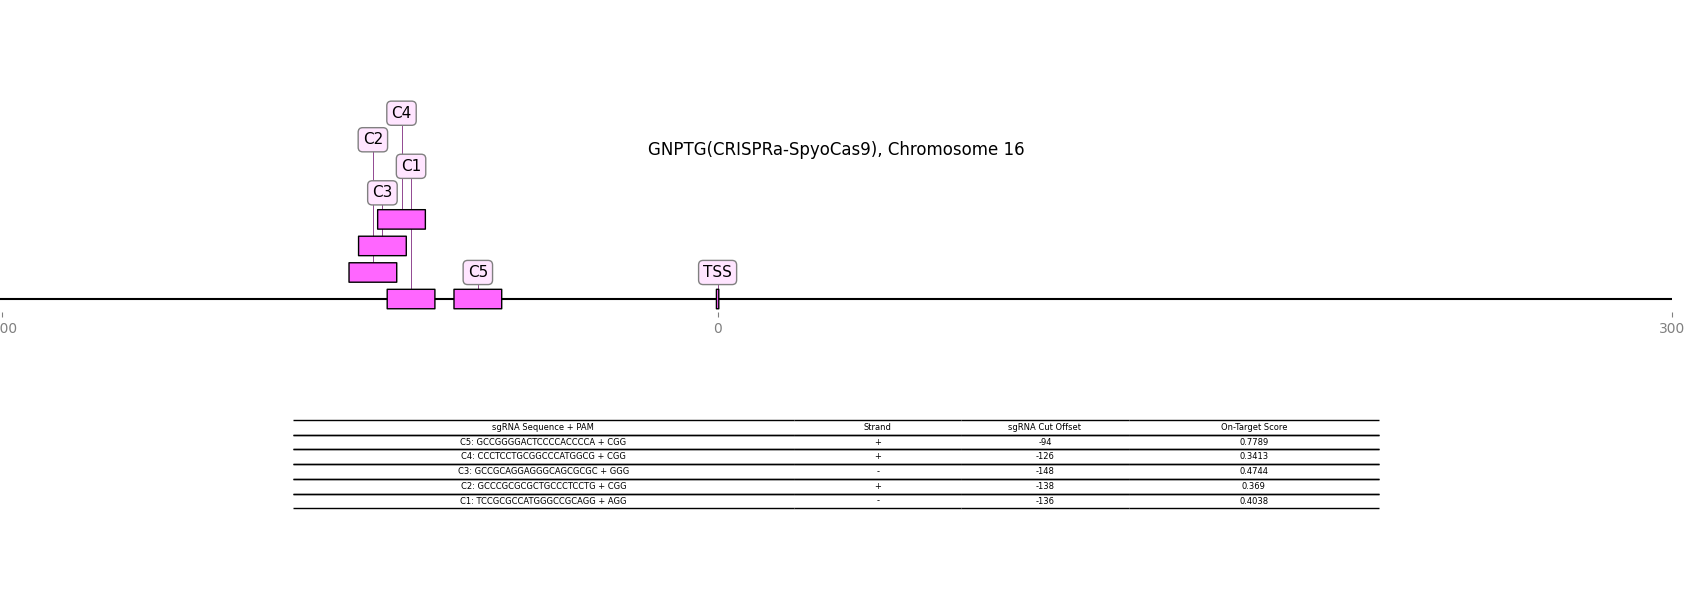 C4
C2
GNPTG(CRISPRa-SpyoCas9), Chromosome 16
C1
C3
C5
TSS
00
0
300
sgRNA Sequence + PAM Strand sgRNA Cut Offset On-Target Score
C5: GCCGGGGACTCCCCACCCCA + CGG + -94 0.7789
C4: CCCTCCTGCGGCCCATGGCG + CGG + -126 0.3413
C3: GCCGCAGGAGGGCAGCGCGC + GGG - -148 0.4744
C2: GCCCGCGCGCTGCCCTCCTG + CGG + -138 0.369
C1: TCCGCGCCATGGGCCGCAGG + AGG - -136 0.4038